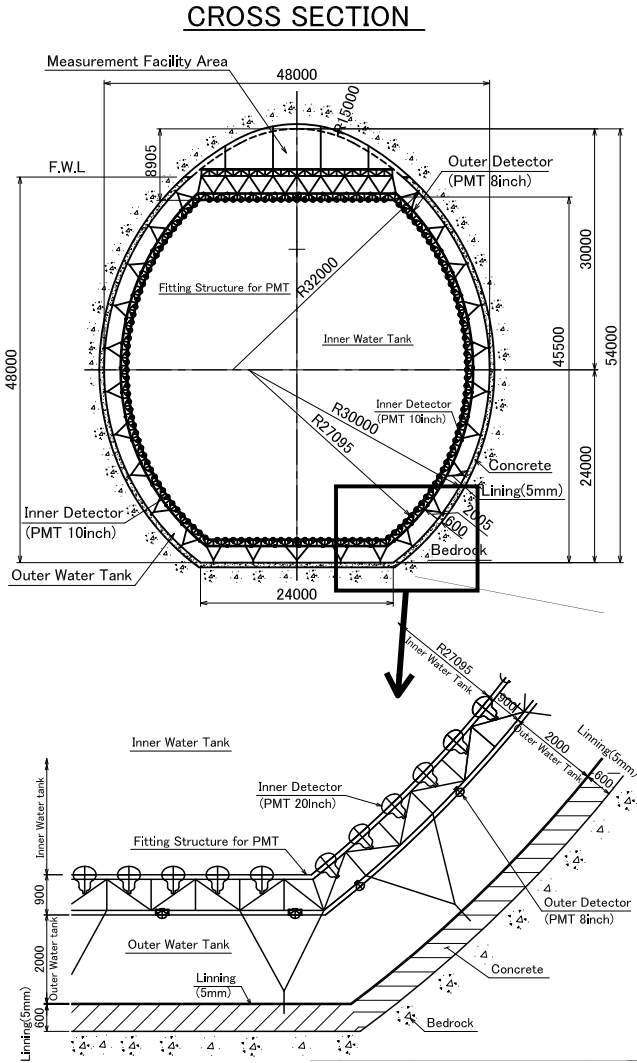 CROSS SECTION
Measurement Facility Area
48000
R15000
8905
F.W.L
Outer Detector
(PMT 8inch)
30000
R32000
Fitting Structure for PMT
Inner Water Tank
48000
45500
54000
Inner Detector
(PMT 10inch)
R30000
R27095
24000
Concrete
Lining(5mm)
2005
600
Bedrock
Inner Detector
(PMT 10inch)
Outer Water Tank
24000
R27095
Inner Water Tank
900
2000
Outer Water Tank
Linning(5mm)
600
Inner Water Tank
Inner Water tank
Inner Detector
(PMT 20Inch)
Fitting Structure for PMT
900
Outer Detector
(PMT 8inch)
Outer Water Tank
2000
Outer Water tank
Linning
(5mm)
Concrete
600
Linning(5mm)
Bedrock